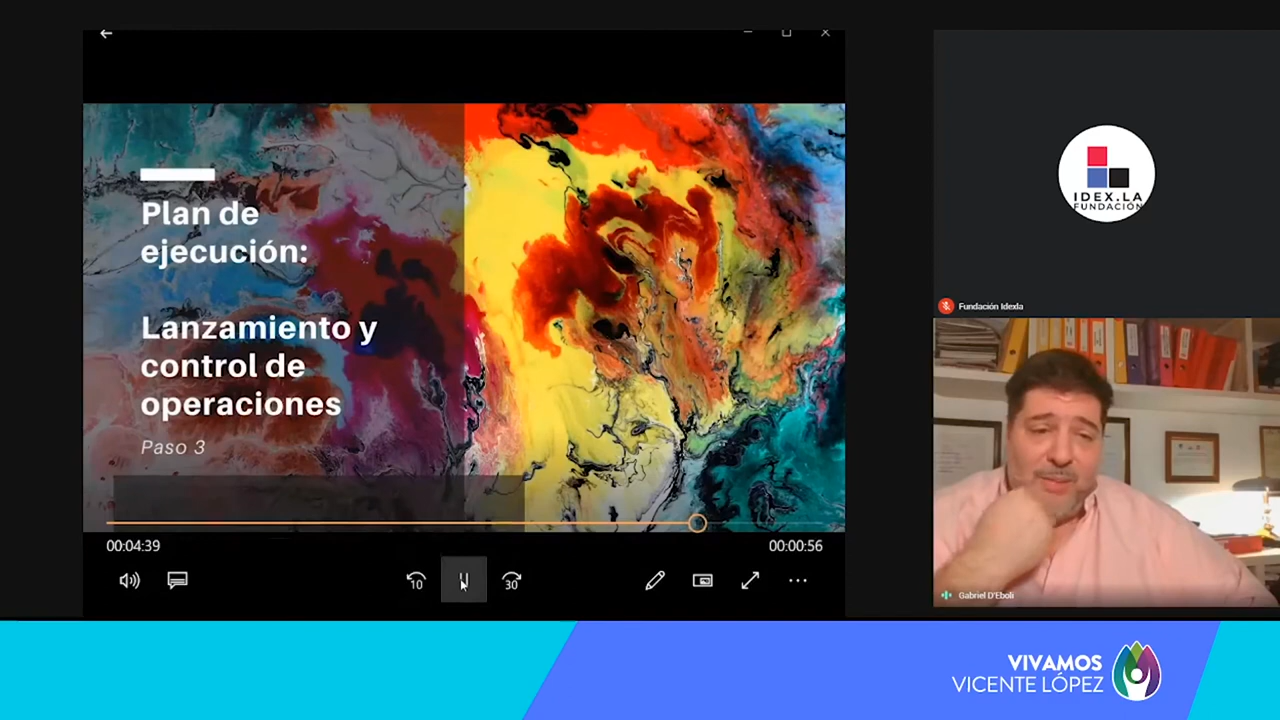 Plan de
ejecución:
Lanzamiento y
control de
operaciones
Paso 3
00:04:39
00:00:56
10
30
IDEX.LA
FUNDACIÓN
Fundación Idexla
Gabriel D'Eboli
VIVAMOS
VICENTE LÓPEZ